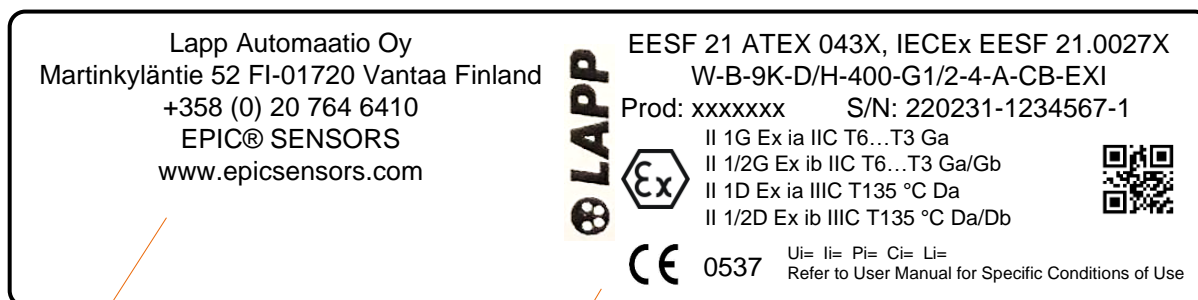 Lapp Automaatio Oy
Martinkyläntie 52 FI-01720 Vantaa Finland
+358 (0) 20 764 6410
EPIC® SENSORS
www.epicsensors.com
LAPP
EESF 21 ATEX 043X, IECEx EESF 21.0027X
W-B-9K-D/H-400-G1/2-4-A-CB-EXI
Prod: xxxxxxx S/N: 220231-1234567-1
II 1G Ex ia IIC T6…T3 Ga
II 1/2G Ex ib IIC T6…T3 Ga/Gb
II 1D Ex ia IIIC T135 °C Da
II 1/2D Ex ib IIIC T135 °C Da/Db
Ex
CE 0537
Ui= Ii= Pi= Ci= Li=
Refer to User Manual for Specific Conditions of Use